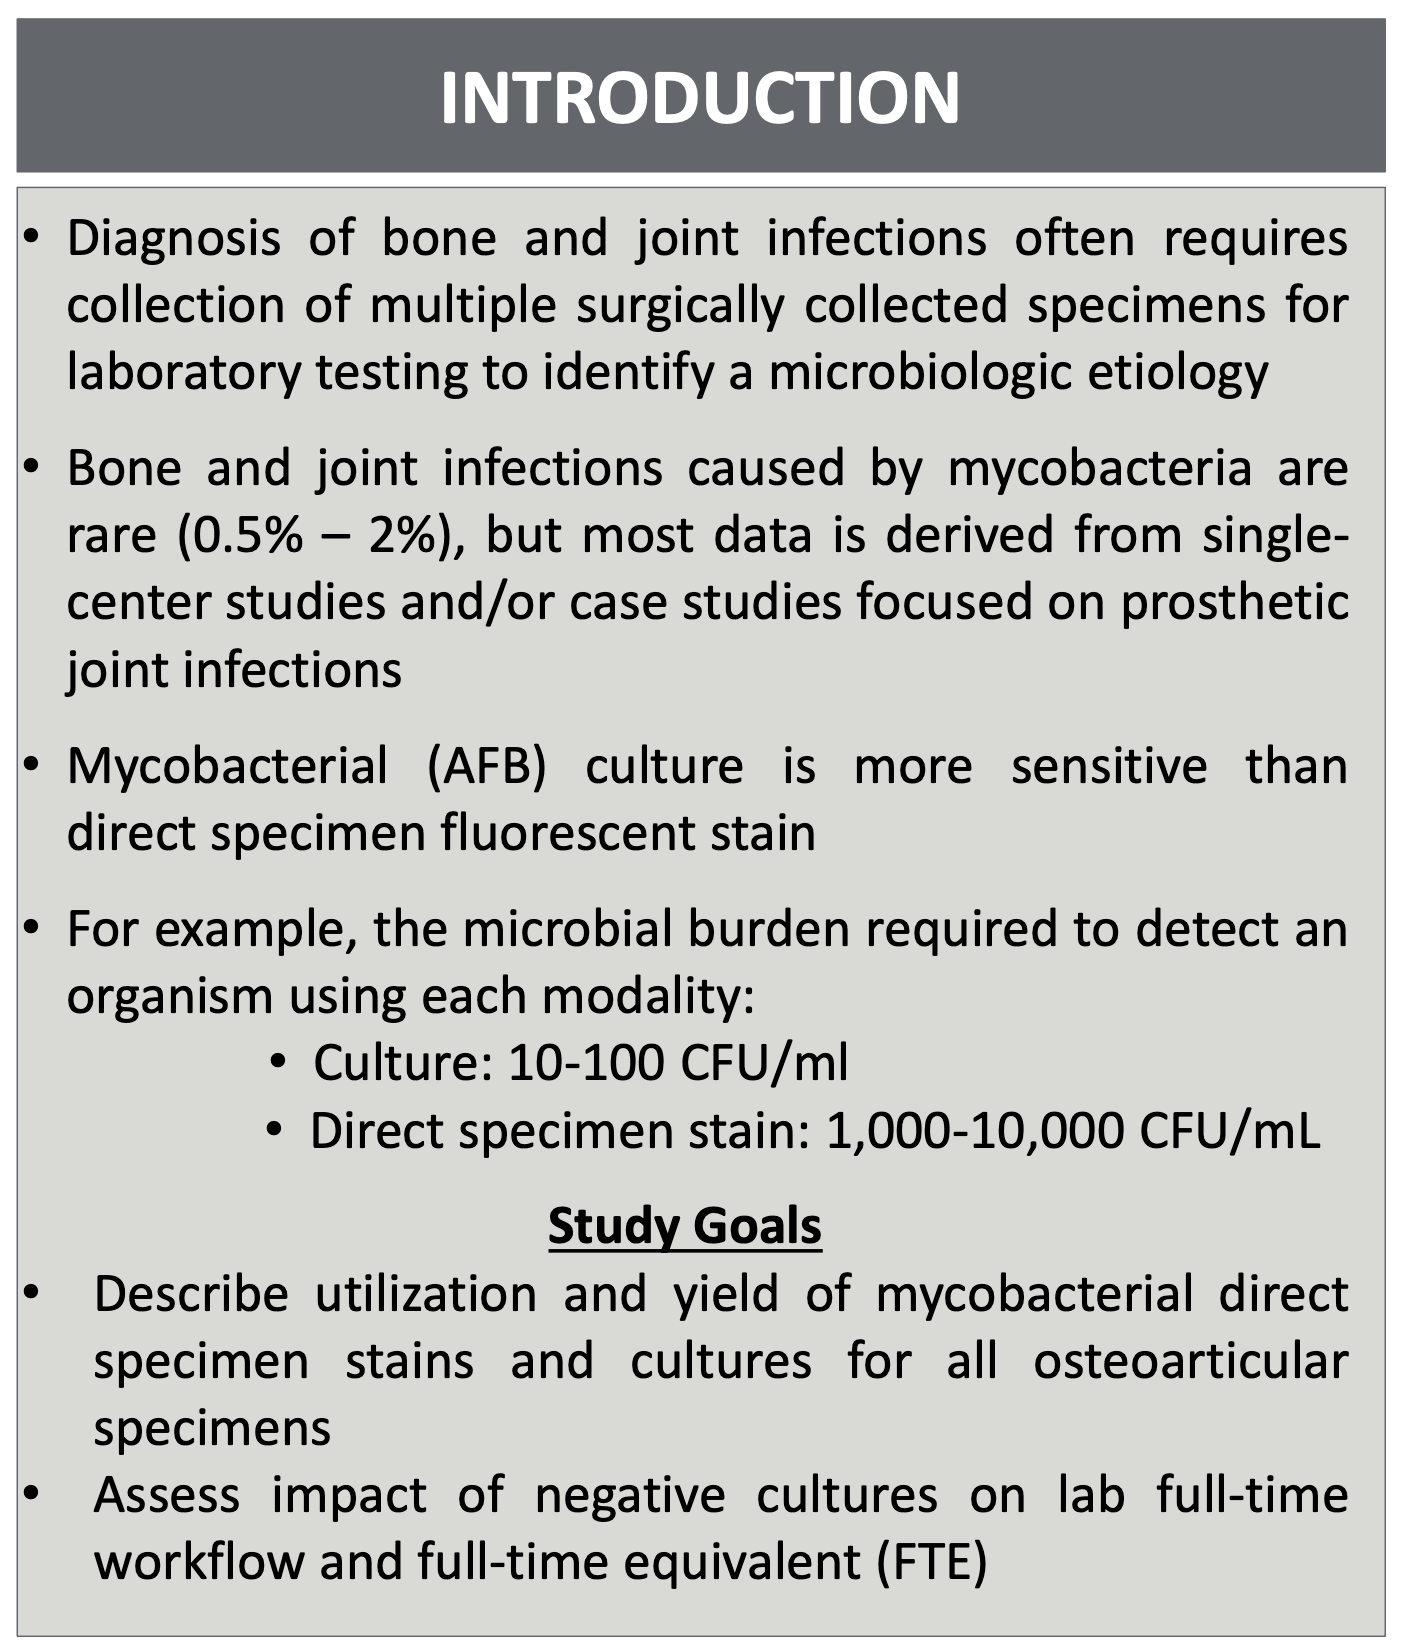 INTRODUCTION
• Diagnosis of bone and joint infections often requires
collection of multiple surgically collected specimens for
laboratory testing to identify a microbiologic etiology
• Bone and joint infections caused by mycobacteria are
rare (0.5% – 2%), but most data is derived from single-
center studies and/or case studies focused on prosthetic
joint infections
• Mycobacterial (AFB) culture is more sensitive than
direct specimen fluorescent stain
• For example, the microbial burden required to detect an
organism using each modality:
• Culture: 10-100 CFU/ml
• Direct specimen stain: 1,000-10,000 CFU/mL
Study Goals
• Describe utilization and yield of mycobacterial direct
specimen stains and cultures for all osteoarticular
specimens
• Assess impact of negative cultures on lab full-time
workflow and full-time equivalent (FTE)